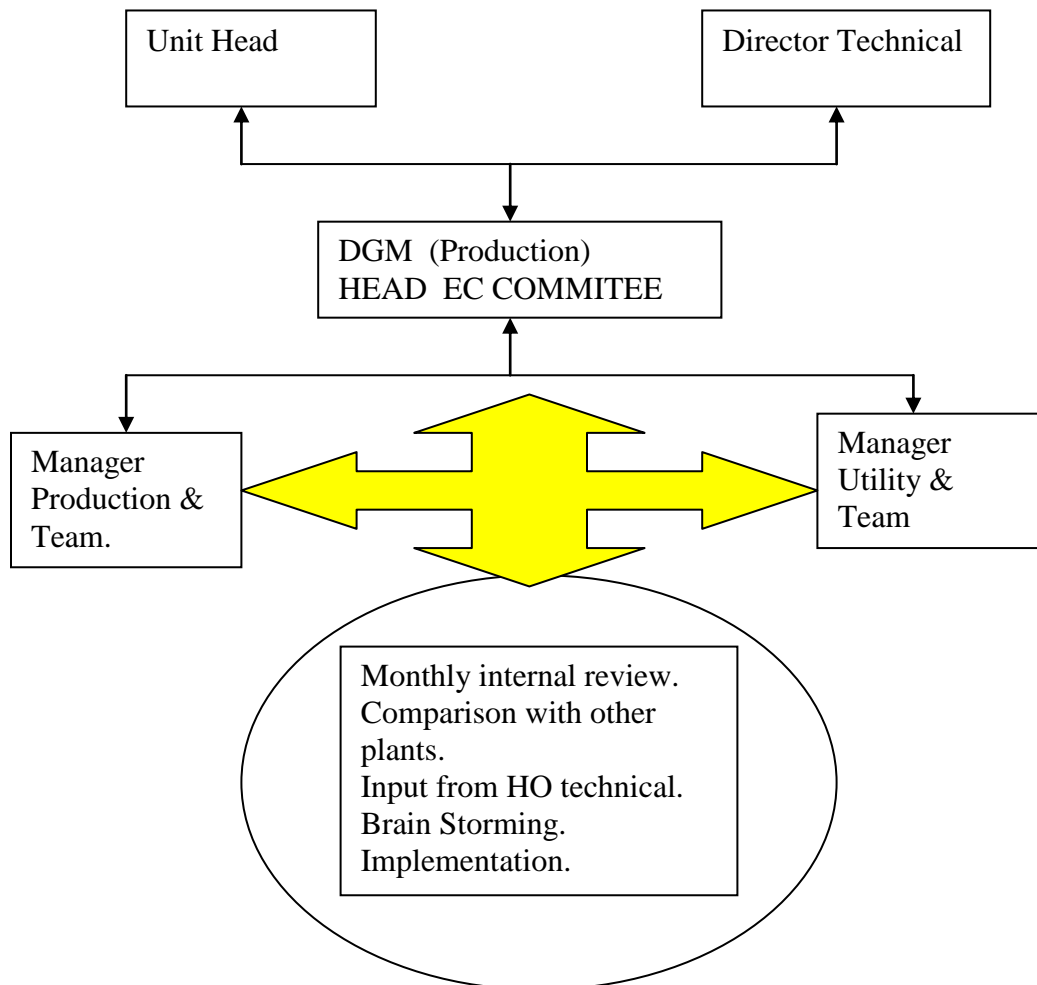 Unit Head
Director Technical
DGM (Production)
HEAD EC COMMITEE
Manager
Production &
Team.
Manager
Utility &
Team
Monthly internal review.
Comparison with other
plants.
Input from HO technical.
Brain Storming.
Implementation.